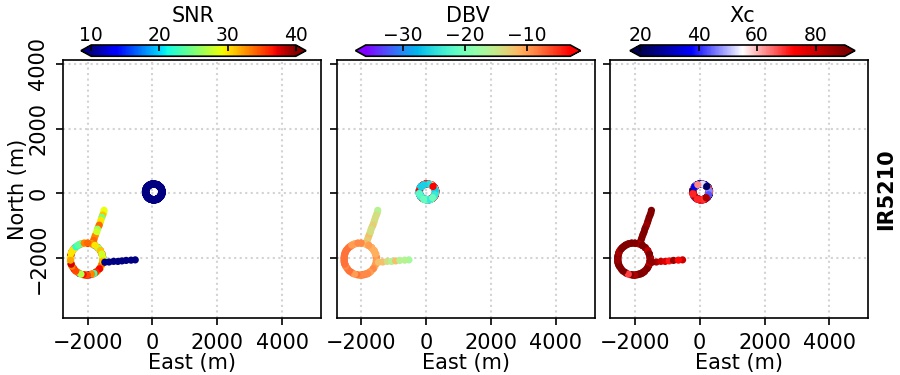 SNR DBV Xc
10 20 30 40 −30 −20 −10 20 40 60 80
4000
2000
0
−2000
North (m)
−2000 0 2000 4000 −2000 0 2000 4000 −2000 0 2000 4000
East (m) East (m) East (m)
IR5210